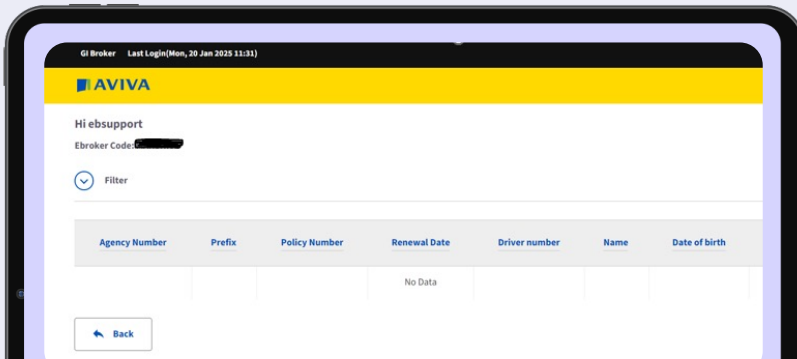 GI Broker Last Login(Mon, 20 Jan 2025 11:31)
AVIVA
Hi ebsupport
Ebroker Code:
Filter
Agency Number Prefix Policy Number Renewal Date Driver number Name Date of birth
No Data
Back